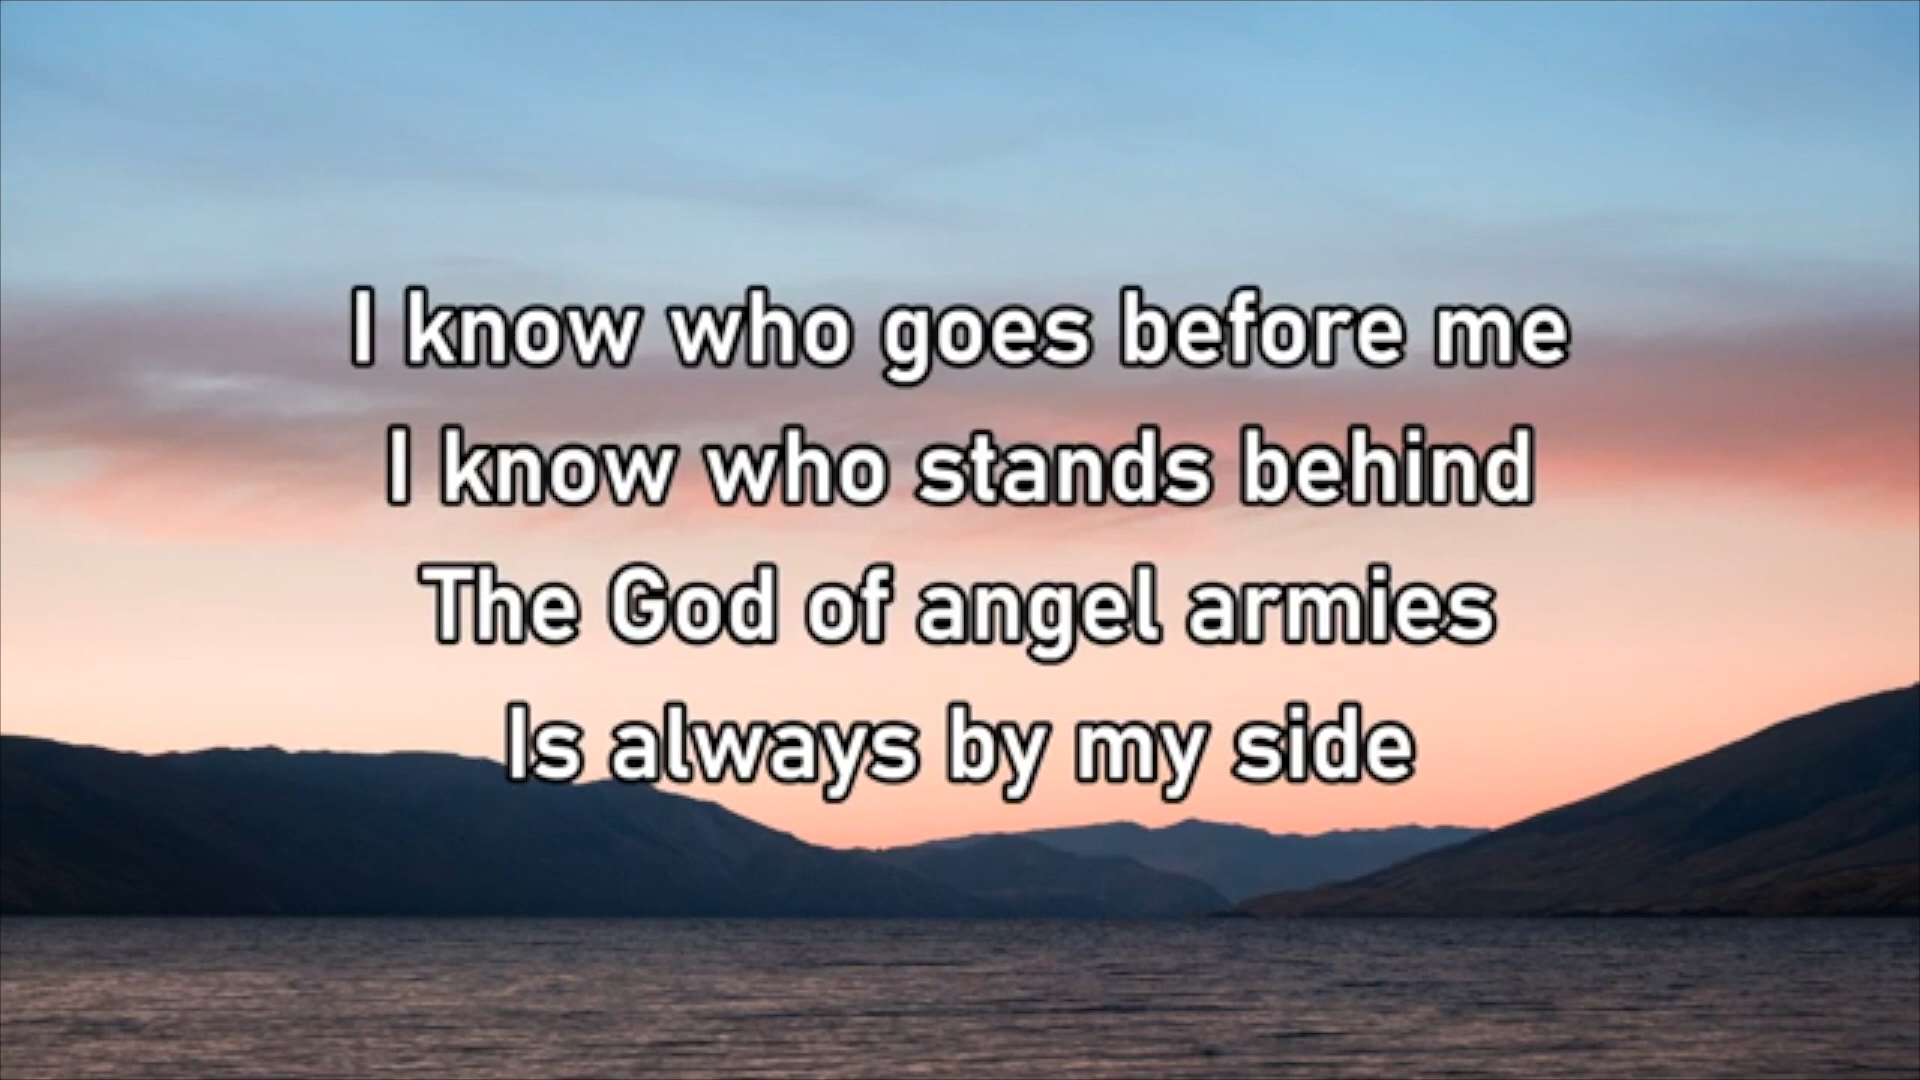 I know who goes before me
I know who stands behind
The God of angel armies
Is always by my side